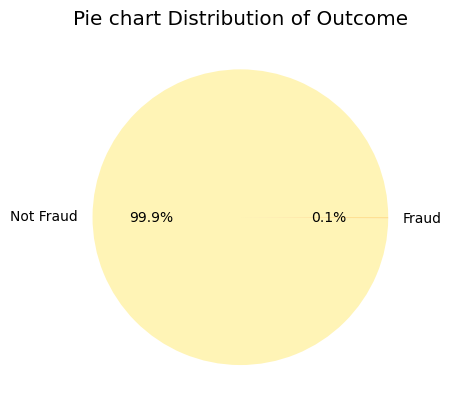 Pie chart Distribution of Outcome
Not Fraud
99.9%
0.1%
Fraud